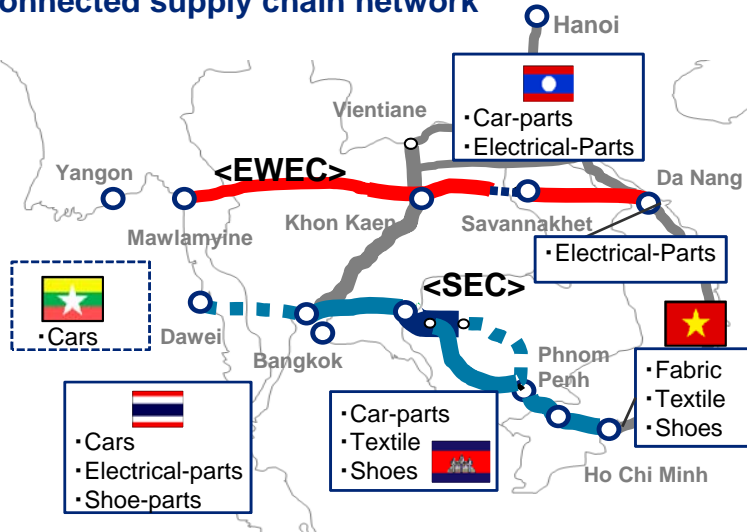 onnected supply chain network
Hanoi
・Car-parts
・Electrical-Parts
Vientiane
Yangon
<EWEC>
Da Nang
Mawlamyine
Khon Kaen
Savannakhet
・Electrical-Parts
・Cars
Dawei
Bangkok
<SEC>
Phnom
Penh
・Fabric
・Textile
・Shoes
・Cars
・Electrical-parts
・Shoe-parts
・Car-parts
・Textile
・Shoes
Ho Chi Minh